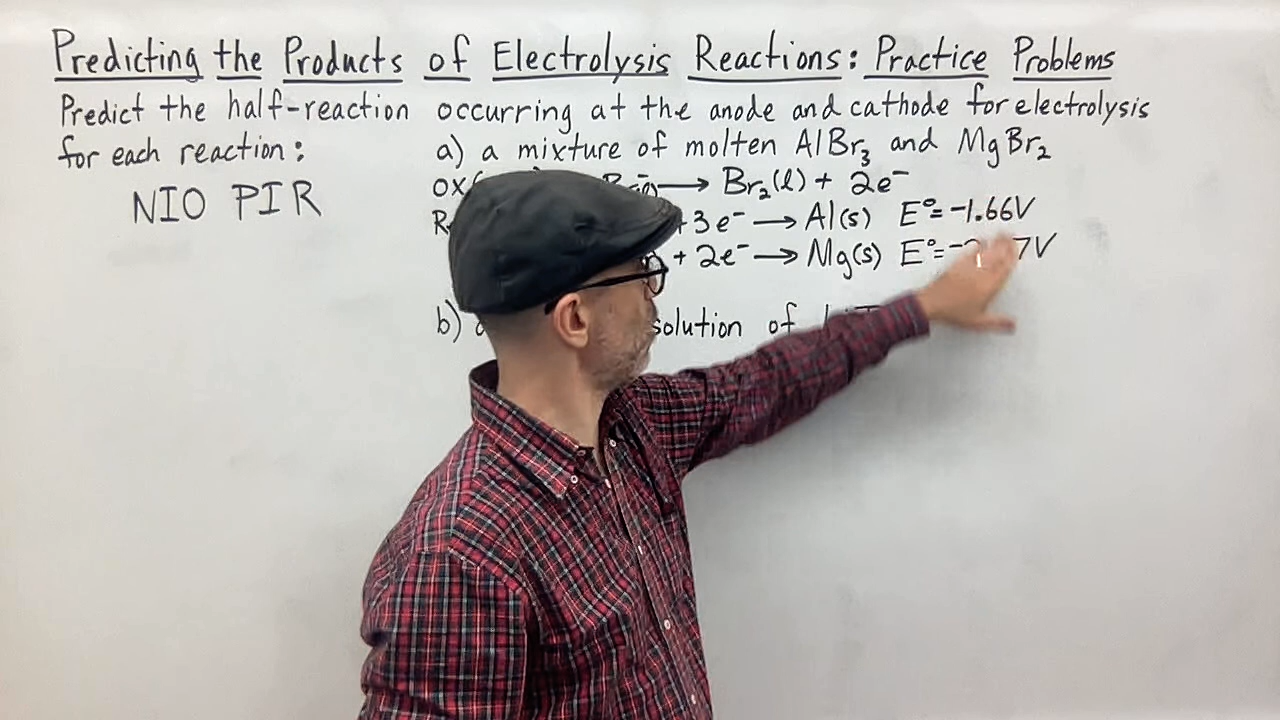 Predicting the Products of Electrolysis Reactions: Practice Problems
Predict the half-reaction occurring at the anode and cathode for electrolysis
for each reaction: a) a mixture of molten AlBr₃ and MgBr₂
NIO PIR
⟶ Br₂(l) + 2e⁻
+ 3e⁻ ⟶ Al(s) E°= -1.66V
+ 2e⁻ ⟶ Mg(s) E°=
b) solution of